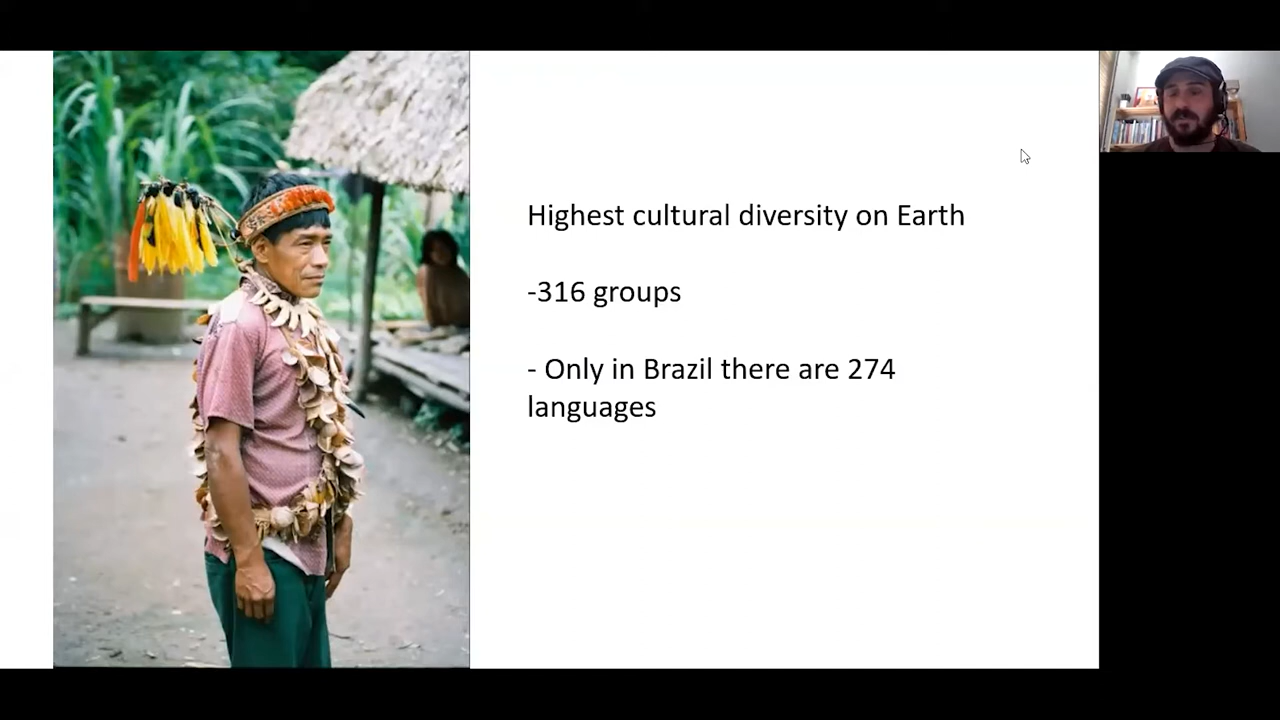 Highest cultural diversity on Earth
-316 groups
- Only in Brazil there are 274
languages